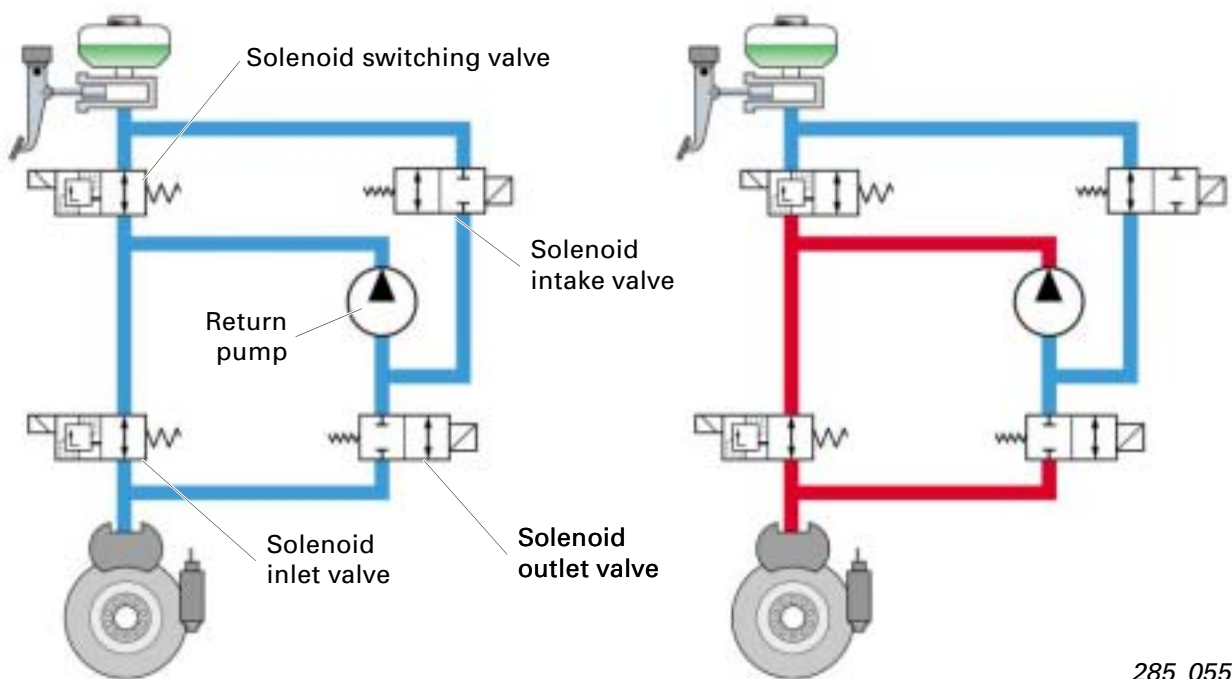 Solenoid switching valve
Solenoid
intake valve
Return
pump
Solenoid
inlet valve
Solenoid
outlet valve
285_055